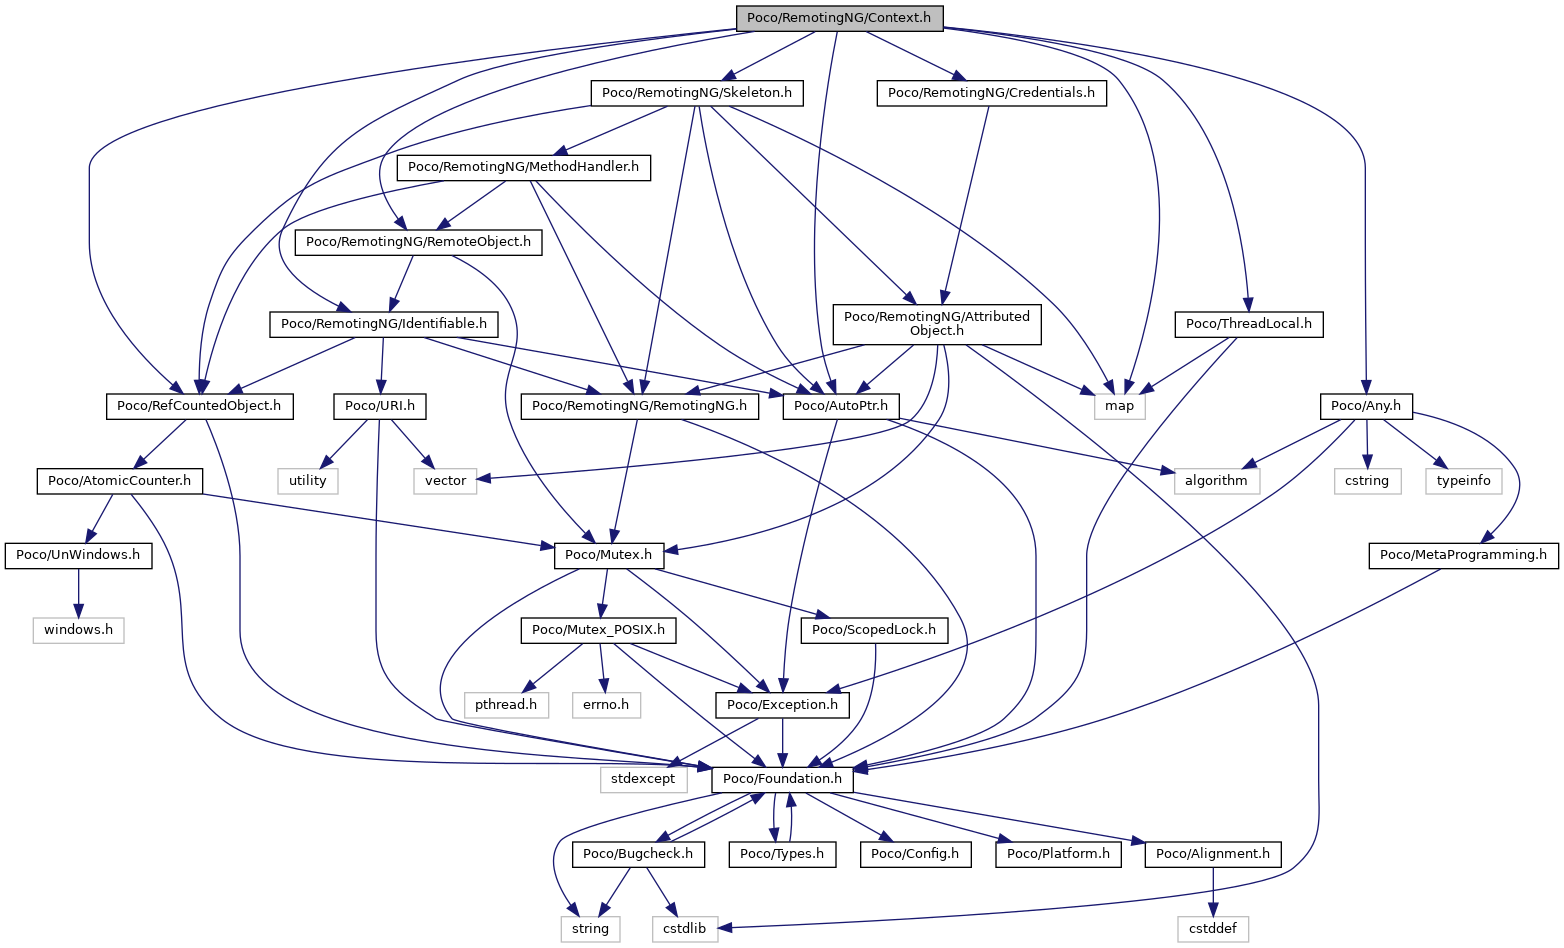 Poco/RemotingNG/Context.h
Poco/RemotingNG/Skeleton.h
Poco/RemotingNG/Credentials.h
Poco/RemotingNG/MethodHandler.h
Poco/RemotingNG/RemoteObject.h
Poco/RemotingNG/Identifiable.h
Poco/RemotingNG/Attributed
Object.h
Poco/ThreadLocal.h
Poco/RefCountedObject.h
Poco/URI.h
Poco/RemotingNG/RemotingNG.h
Poco/AutoPtr.h
map
Poco/Any.h
Poco/AtomicCounter.h
utility
vector
algorithm
cstring
typeinfo
Poco/UnWindows.h
Poco/Mutex.h
Poco/MetaProgramming.h
windows.h
Poco/Mutex_POSIX.h
Poco/ScopedLock.h
pthread.h
errno.h
Poco/Exception.h
stdexcept
Poco/Foundation.h
Poco/Bugcheck.h
Poco/Types.h
Poco/Config.h
Poco/Platform.h
Poco/Alignment.h
string
cstdlib
cstddef